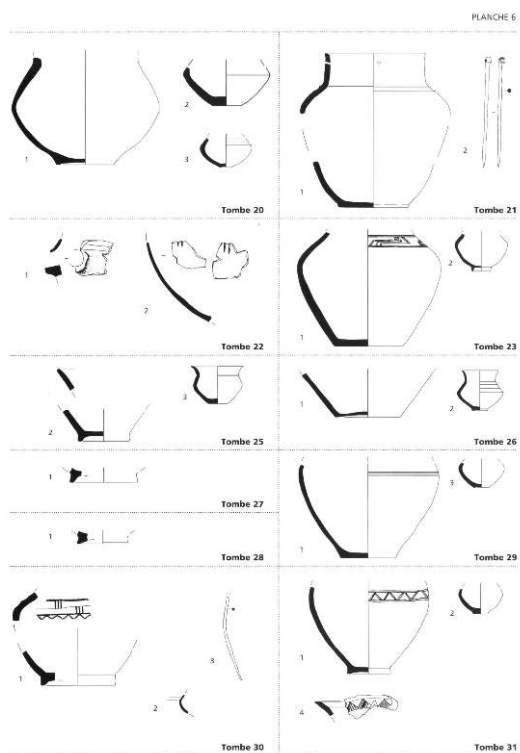 PLANCHE 6
1
2
3
Tombe 20
1
2
Tombe 21
1
2
Tombe 22
1
2
Tombe 23
2
3
Tombe 25
1
2
Tombe 26
1
Tombe 27
1
Tombe 28
1
3
Tombe 29
1
2
3
Tombe 30
1
2
4
Tombe 31